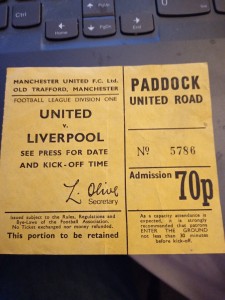 MANCHESTER UNITED F.C. Ltd.
OLD TRAFFORD, MANCHESTER
FOOTBALL LEAGUE DIVISION ONE
UNITED
v.
LIVERPOOL
SEE PRESS FOR DATE
AND KICK-OFF TIME
L. Olive
Secretary
issued subject to the Rules, Regulations and
Bye-Laws of the Football Association.
No Ticket exchanged nor money refunded.
This portion to be retained
PADDOCK
UNITED ROAD
No 5786
Admission 70p
As a capacity attendance is
expected, it is strongly
recommended that patrons
ENTER THE GROUND
not less than 30 minutes
before kick-off.